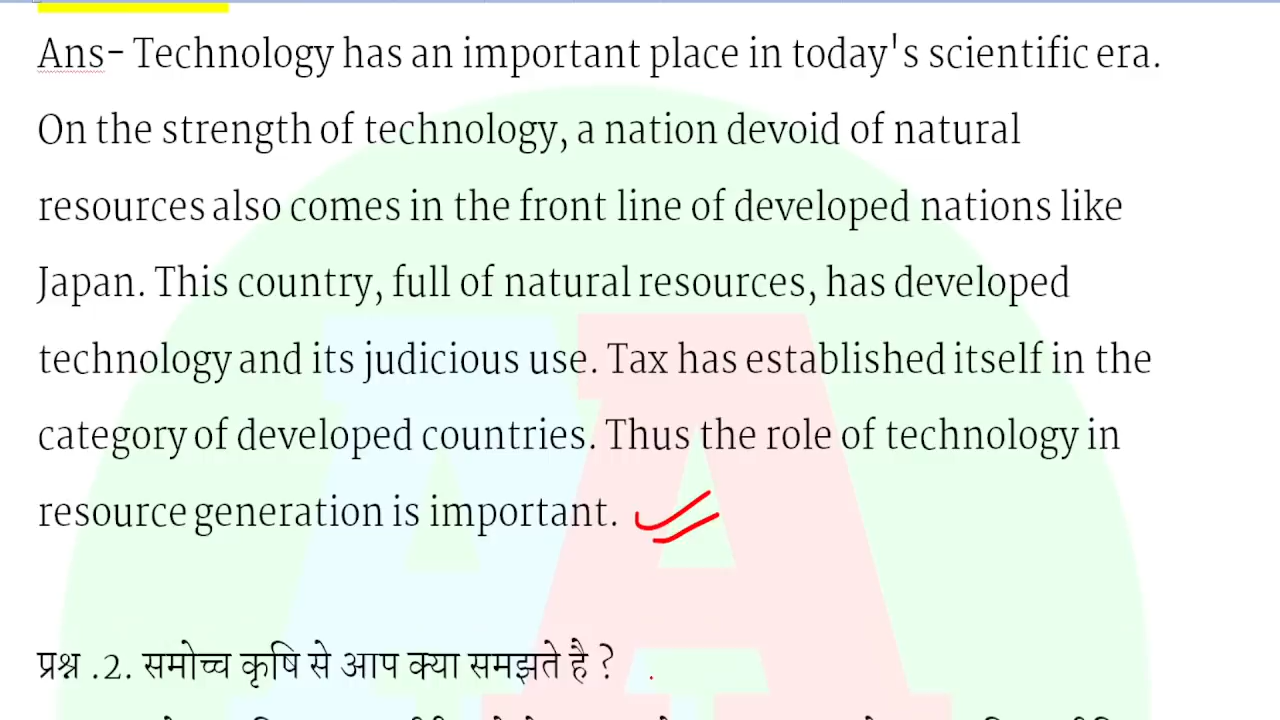 Ans- Technology has an important place in today's scientific era.
On the strength of technology, a nation devoid of natural
resources also comes in the front line of developed nations like
Japan. This country, full of natural resources, has developed
technology and its judicious use. Tax has established itself in the
category of developed countries. Thus the role of technology in
resource generation is important.
प्रश्न .2. समोच्च कृषि से आप क्या समझते है ?